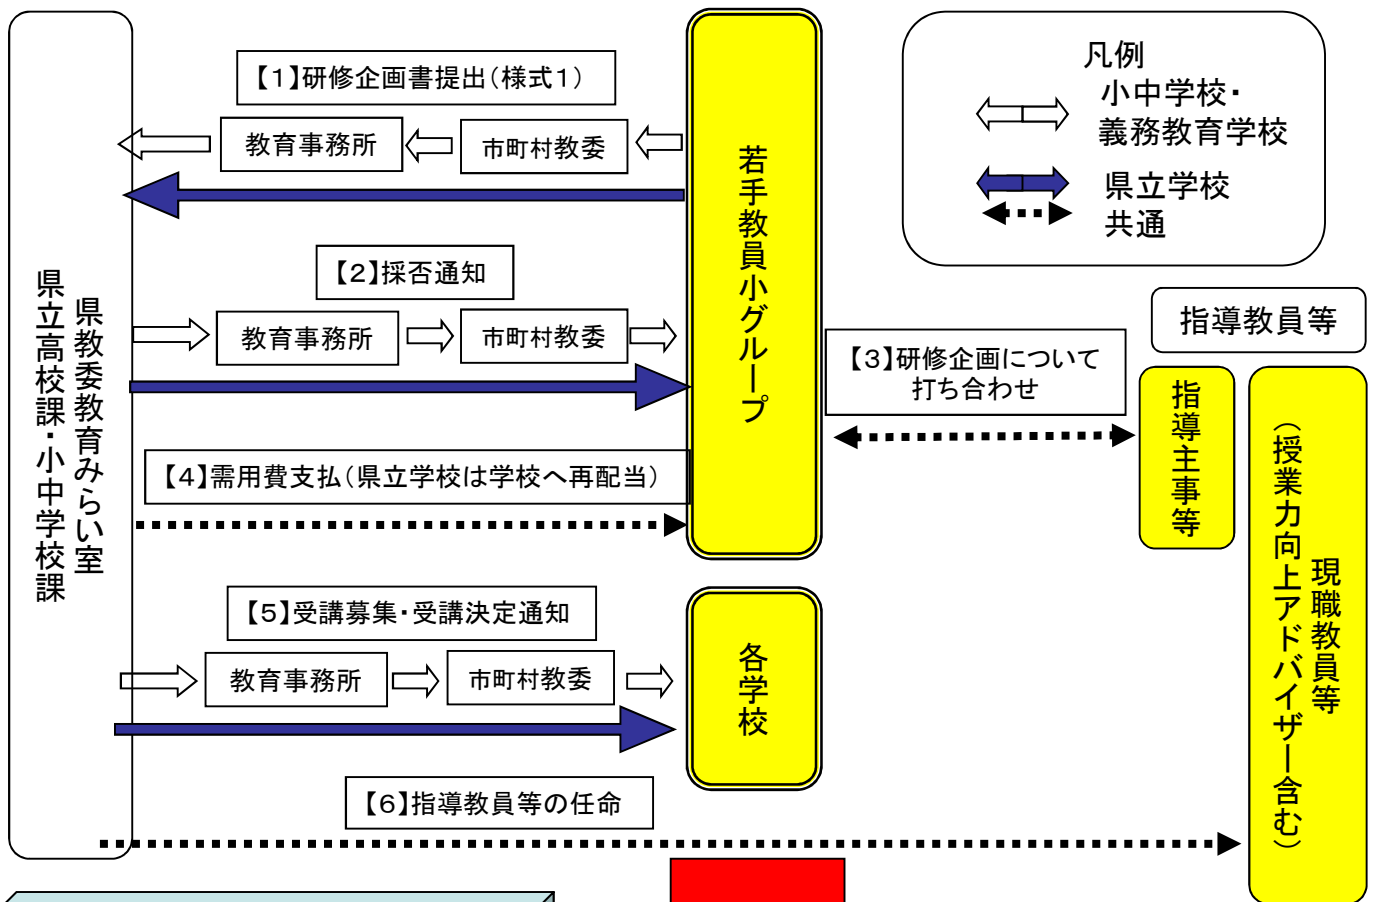 【１】研修企画書提出（様式１）
教育事務所
市町村教委
【２】採否通知
教育事務所
市町村教委
【４】需用費支払（県立学校は学校へ再配当）
【５】受講募集・受講決定通知
教育事務所
市町村教委
【６】指導教員等の任命
県教委教育みらい室
県立高校課・小中学校課
若手教員小グループ
各学校
凡例
小中学校・
義務教育学校
県立学校
共通
【３】研修企画について
打ち合わせ
指導教員等
指導主事等
現職教員等
（授業力向上アドバイザー含む）